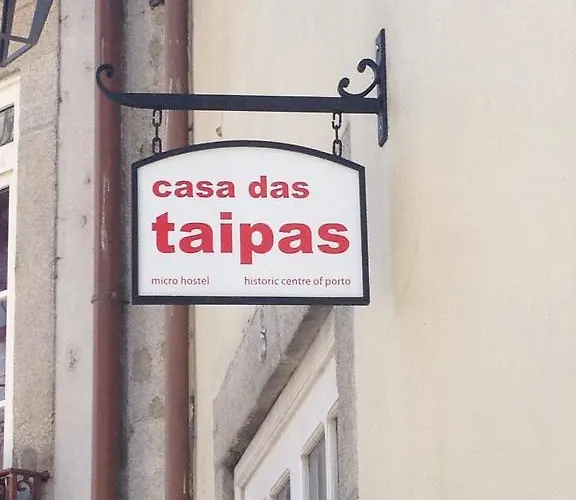 casa das
taipas
micro hostel historic centre of porto